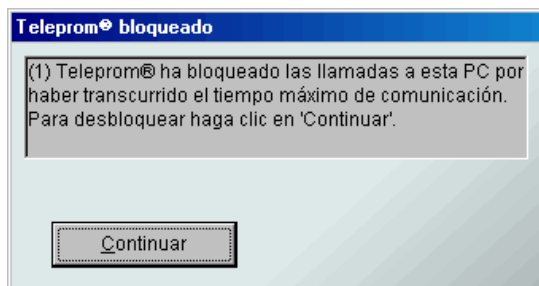 Teleprom® bloqueado
(1) Teleprom® ha bloqueado las llamadas a esta PC por
haber transcurrido el tiempo máximo de comunicación.
Para desbloquear haga clic en 'Continuar'.
Continuar